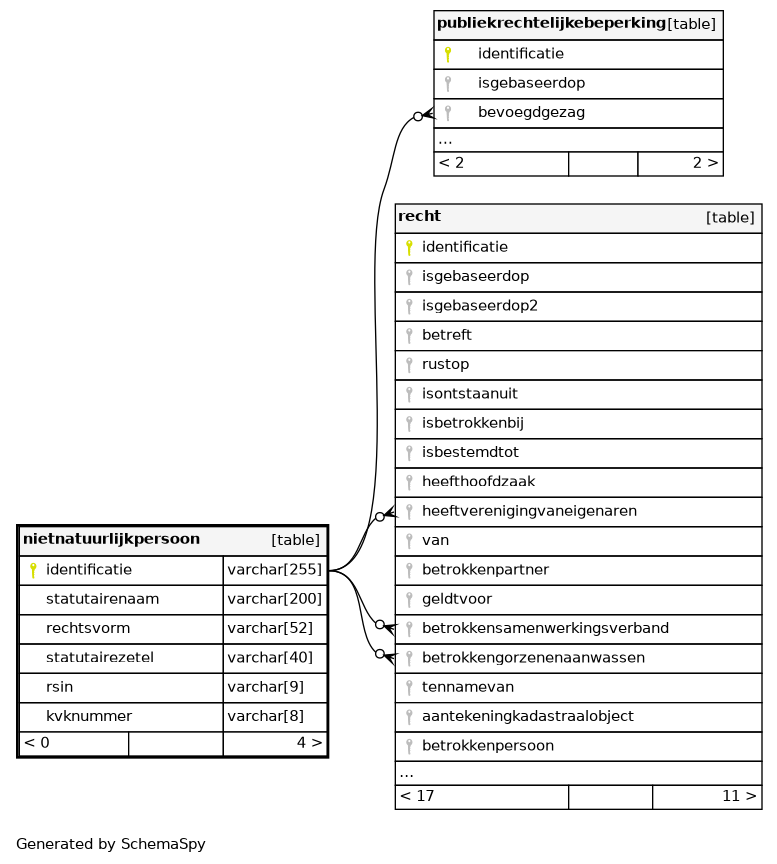 publiekrechtelijkebeperking [table]
identificatie
isgebaseerdop
bevoegdgezag
...
< 2 2 >
recht [table]
identificatie
isgebaseerdop
isgebaseerdop2
betreft
rustop
isontstaanuit
isbetrokkenbij
isbestemdtot
heefthoofdzaak
heeftverenigingvaneigenaren
van
betrokkenpartner
geldtvoor
betrokkensamenwerkingsverband
betrokkengorzenenaanwassen
tennamevan
aantekeningkadastraalobject
betrokkenpersoon
...
< 17 11 >
nietnatuurlijkpersoon [table]
identificatie varchar[255]
statutairenaam varchar[200]
rechtsvorm varchar[52]
statutairezetel varchar[40]
rsin varchar[9]
kvknummer varchar[8]
< 0 4 >
Generated by SchemaSpy